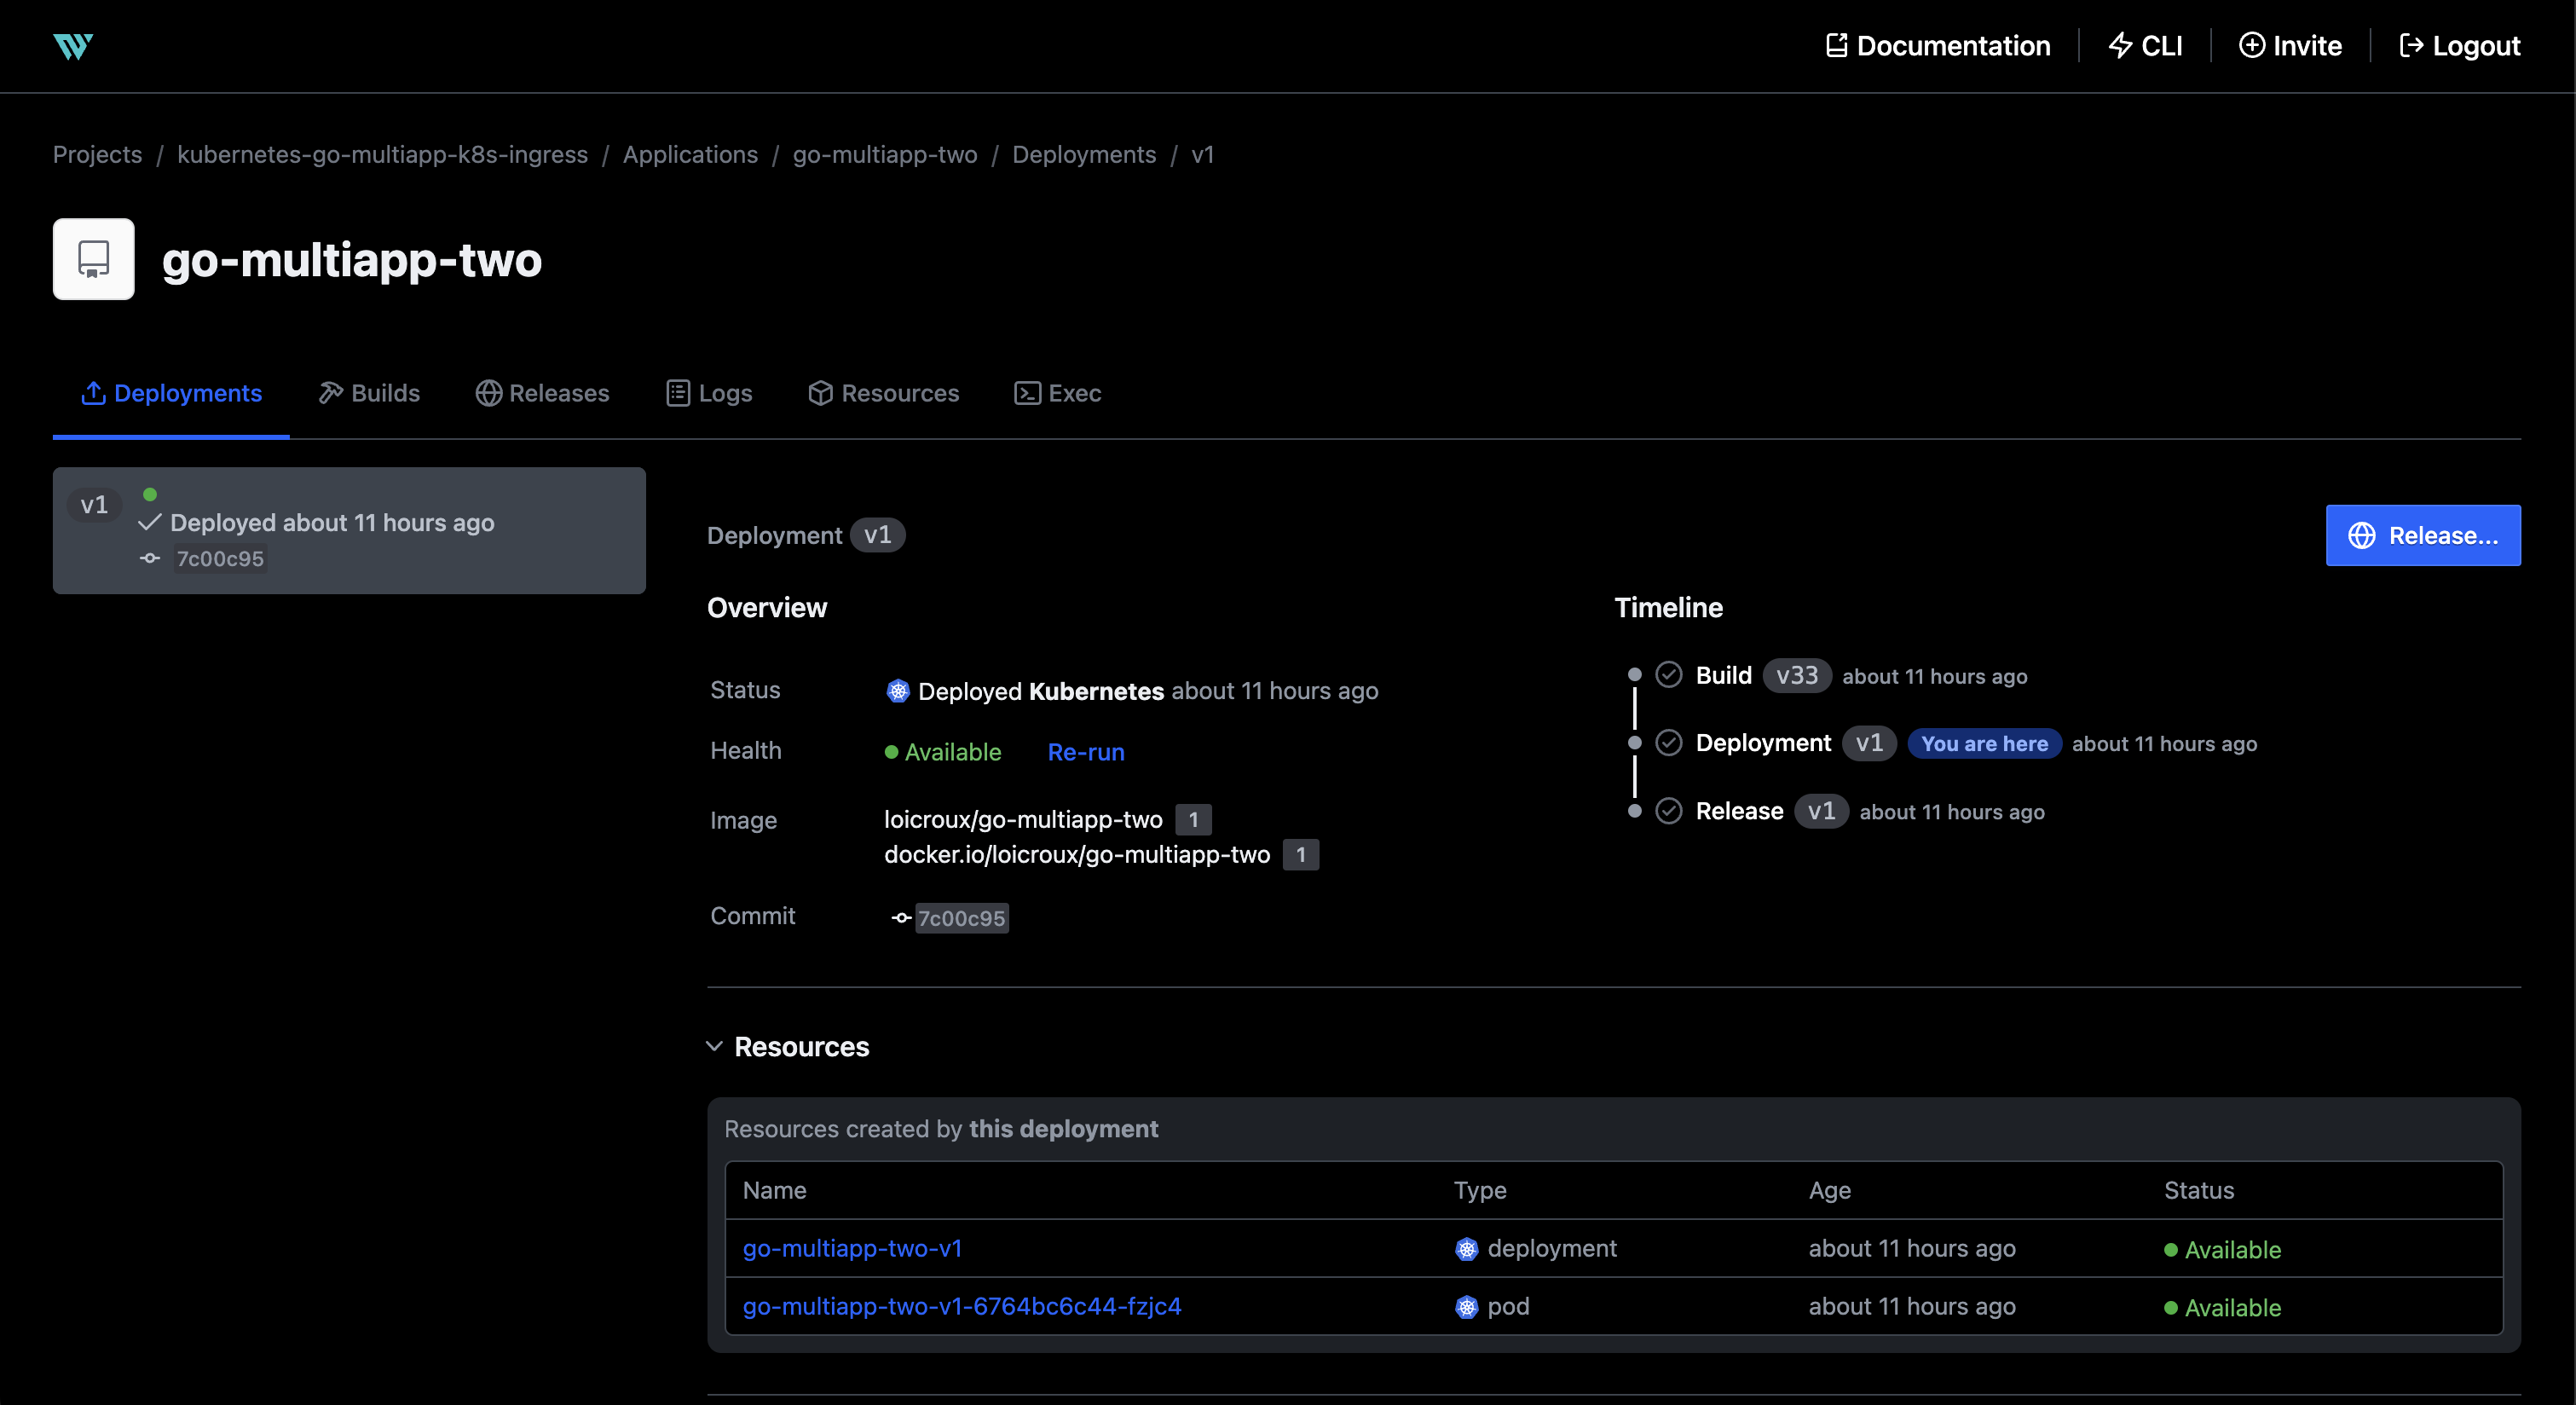 Documentation CLI Invite Logout
Projects / kubernetes-go-multiapp-k8s-ingress / Applications / go-multiapp-two / Deployments / v1
go-multiapp-two
Deployments Builds Releases Logs Resources Exec
v1
Deployed about 11 hours ago
7c00c95
Deployment v1
Release...
Overview
Status Deployed Kubernetes about 11 hours ago
Health Available Re-run
Image loicroux/go-multiapp-two 1
docker.io/loicroux/go-multiapp-two 1
Commit 7c00c95
Timeline
Build v33 about 11 hours ago
Deployment v1 You are here about 11 hours ago
Release v1 about 11 hours ago
Resources
Resources created by this deployment
Name Type Age Status
go-multiapp-two-v1 deployment about 11 hours ago Available
go-multiapp-two-v1-6764bc6c44-fzjc4 pod about 11 hours ago Available